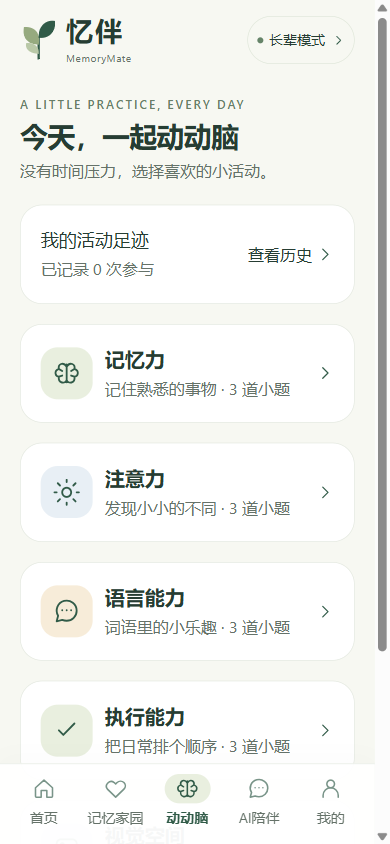 忆伴
MemoryMate
长辈模式
A LITTLE PRACTICE, EVERY DAY
今天，一起动动脑
没有时间压力，选择喜欢的小活动。
我的活动足迹
已记录 0 次参与
查看历史
记忆力
记住熟悉的事物 · 3 道小题
注意力
发现小小的不同 · 3 道小题
语言能力
词语里的小乐趣 · 3 道小题
执行能力
把日常排个顺序 · 3 道小题
首页
记忆家园
动动脑
AI陪伴
我的
视觉空间